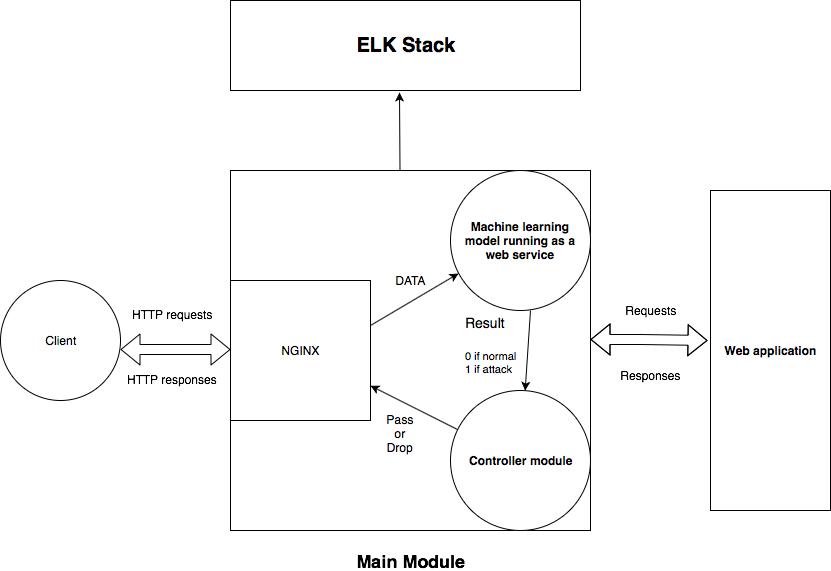 ELK Stack
Machine learning
model running as a
web service
DATA
HTTP requests
Client
NGINX
HTTP responses
Result
0 if normal
1 if attack
Requests
Responses
Web application
Pass
or
Drop
Controller module
Main Module